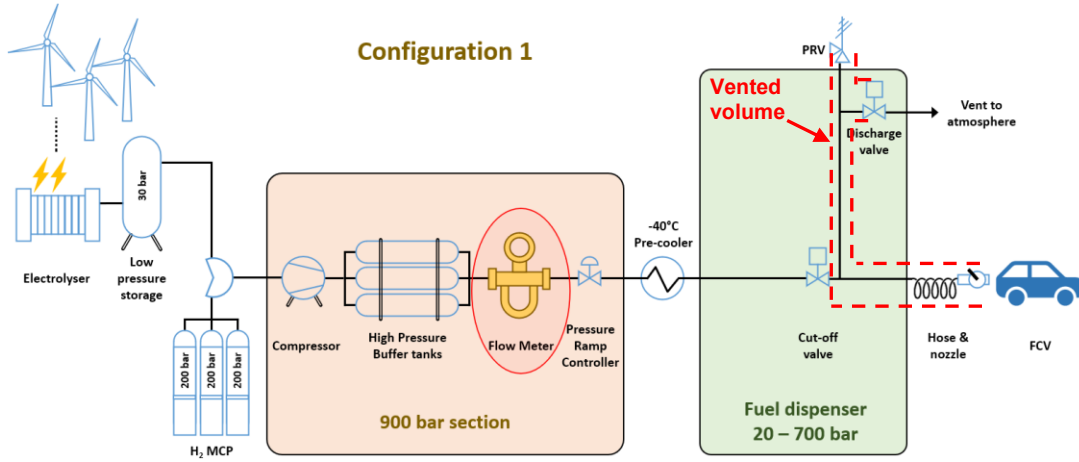 Configuration 1
PRV
Vented
volume
Discharge
valve
Vent to
atmosphere
30 bar
-40°C
Pre-cooler
Electrolyser
Low
pressure
storage
Compressor
High Pressure
Buffer tanks
Flow Meter
Pressure
Ramp
Controller
Cut-off
valve
Hose &
nozzle
FCV
200 bar
200 bar
200 bar
H₂ MCP
900 bar section
Fuel dispenser
20 – 700 bar